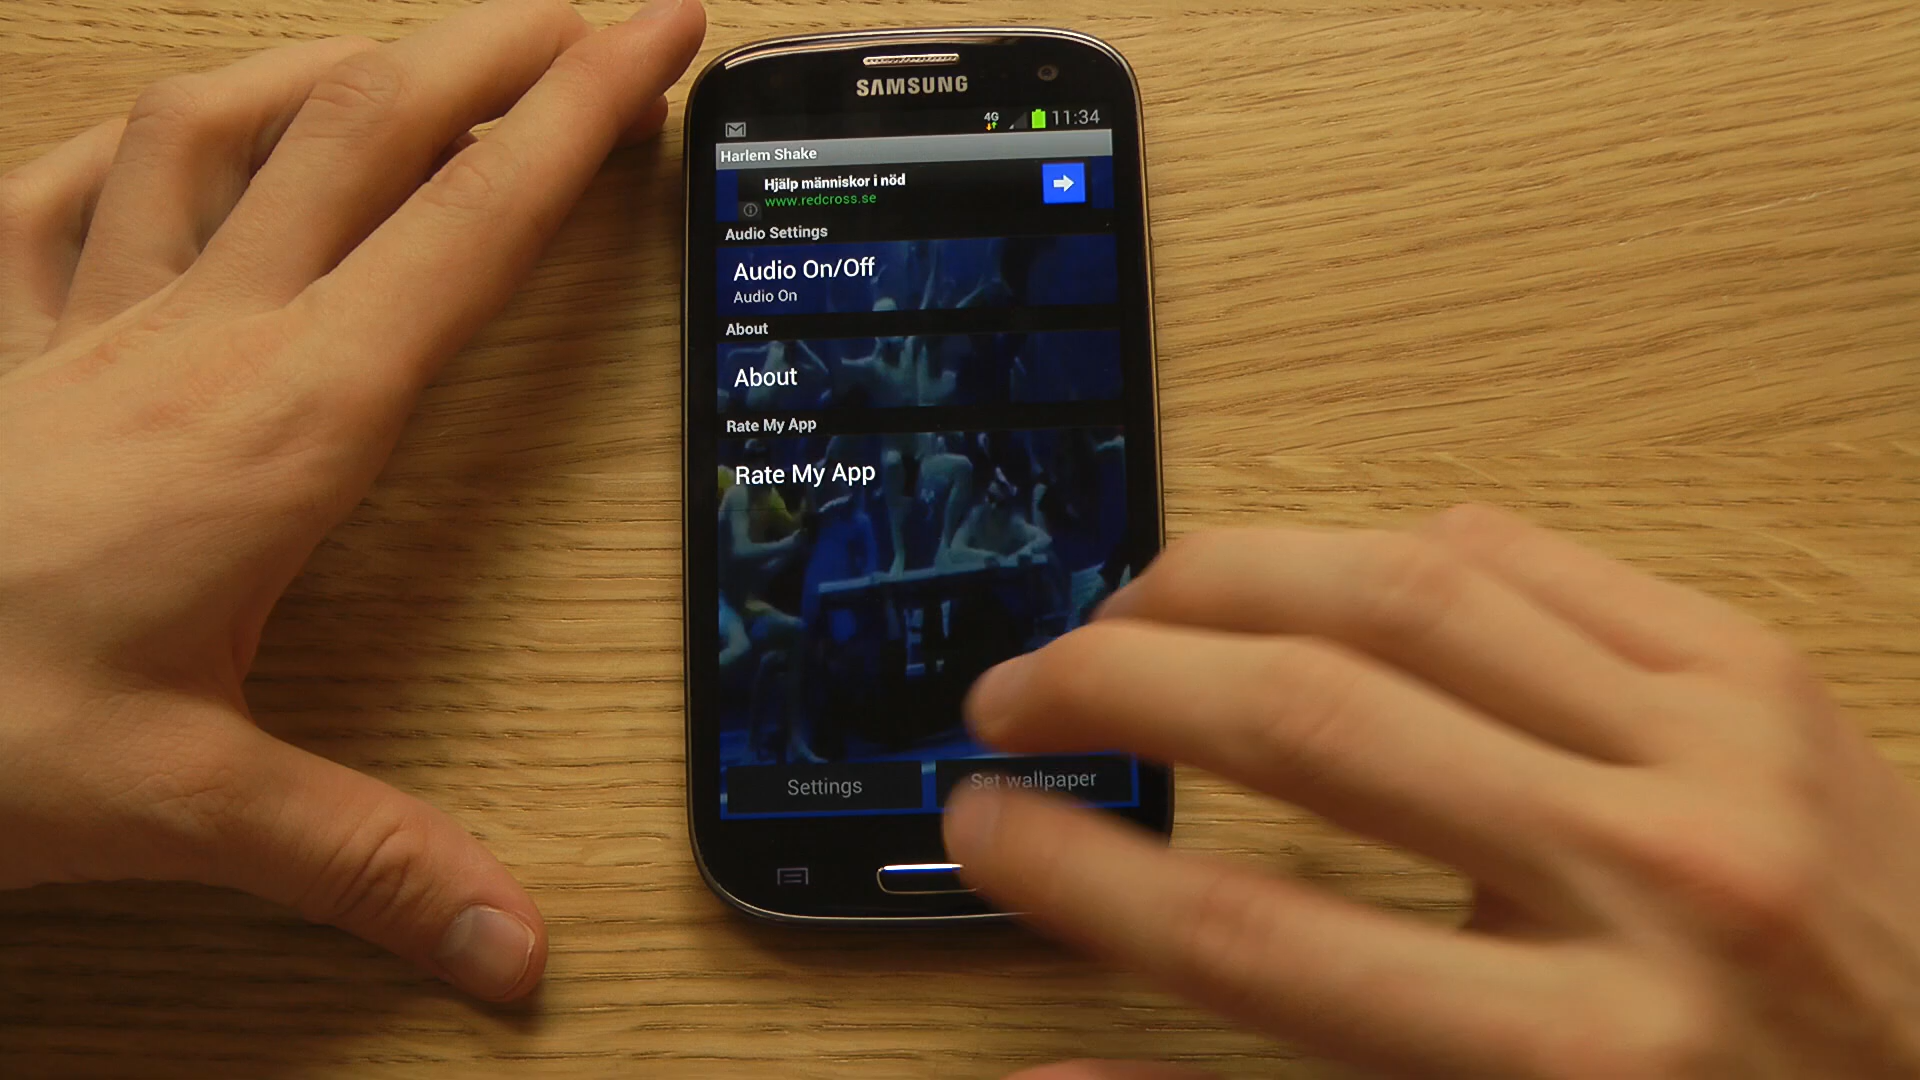 SAMSUNG
4G 11:34
Harlem Shake
Hjälp människor i nöd
www.redcross.se
Audio Settings
Audio On/Off
Audio On
About
About
Rate My App
Rate My App
Settings
Set wallpaper